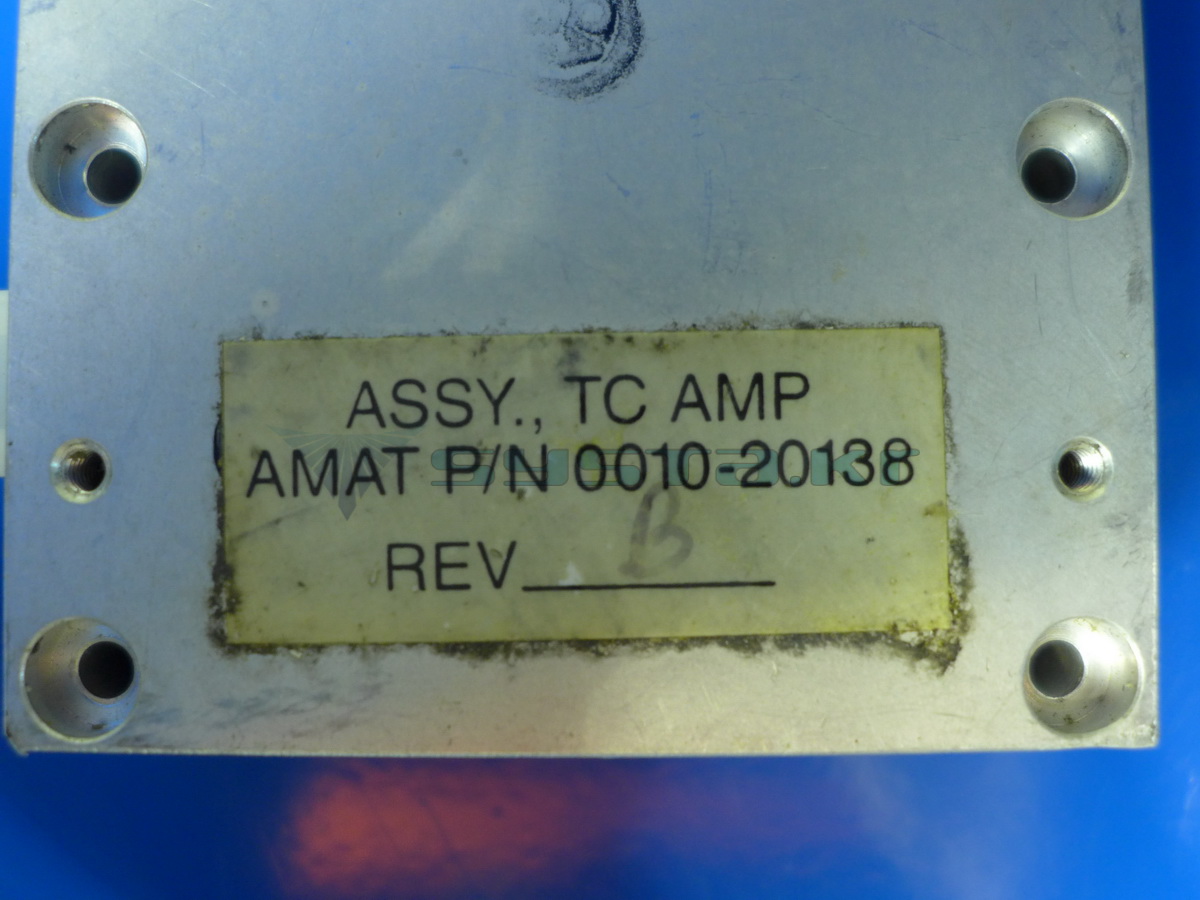 ASSY., TC AMP
AMAT P/N 0010-20138
REV B